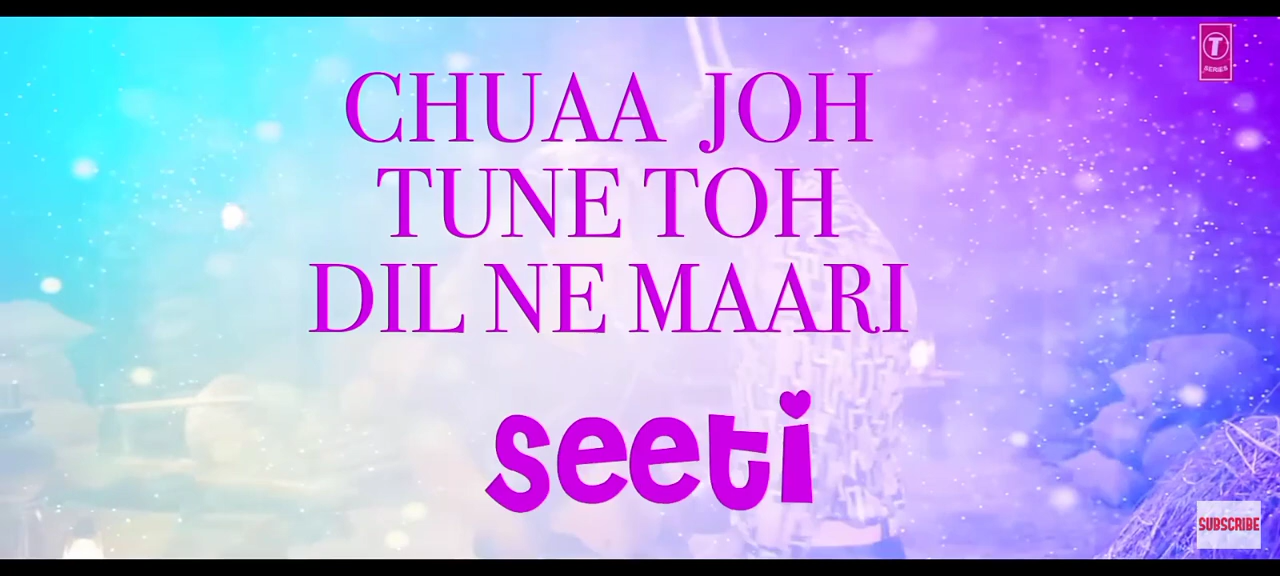 T
SERIES
CHUAA JOH
TUNE TOH
DIL NE MAARI
seeti
SUBSCRIBE